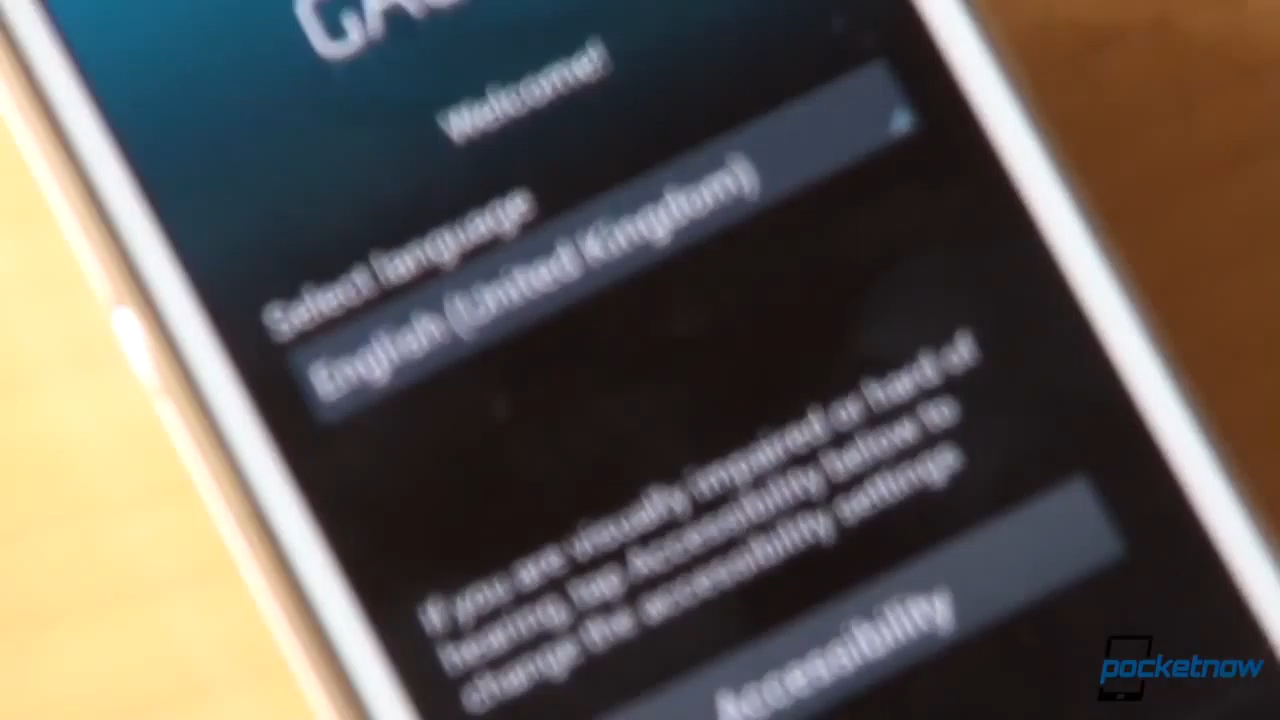 Welcome!
Select language
English (United Kingdom)
If you are visually impaired or hard of
hearing, tap Accessibility below to
change the accessibility settings
Accessibility
pocketnow